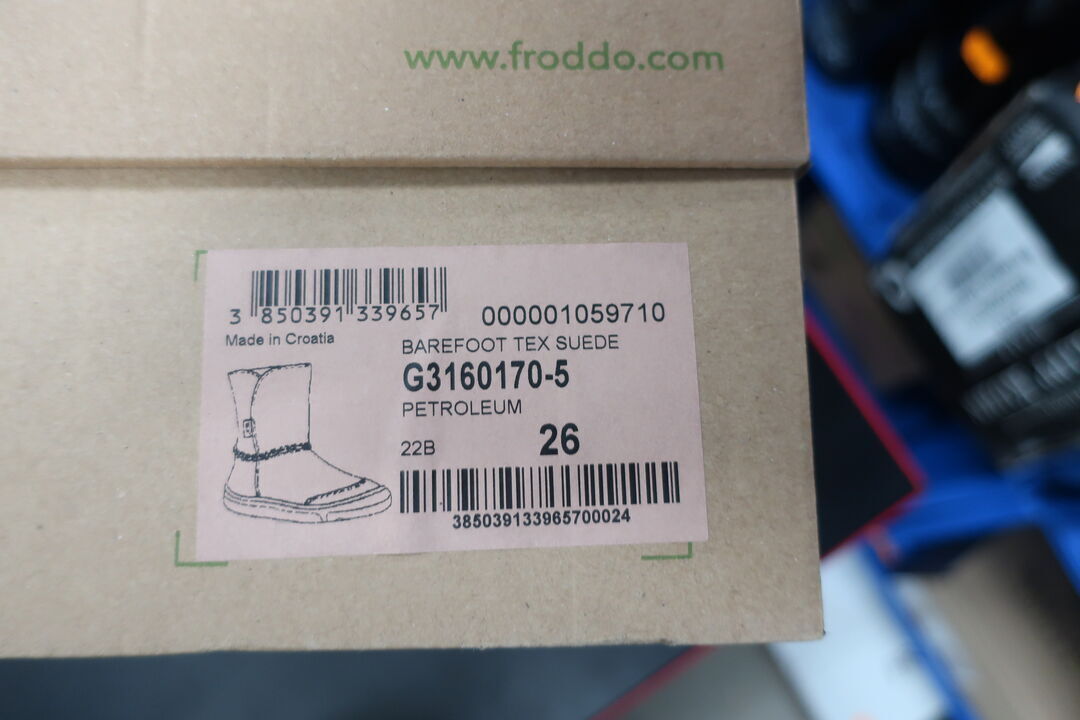 www.froddo.com
3 850391 339657
000001059710
Made in Croatia
BAREFOOT TEX SUEDE
G3160170-5
PETROLEUM
22B
26
385039133965700024